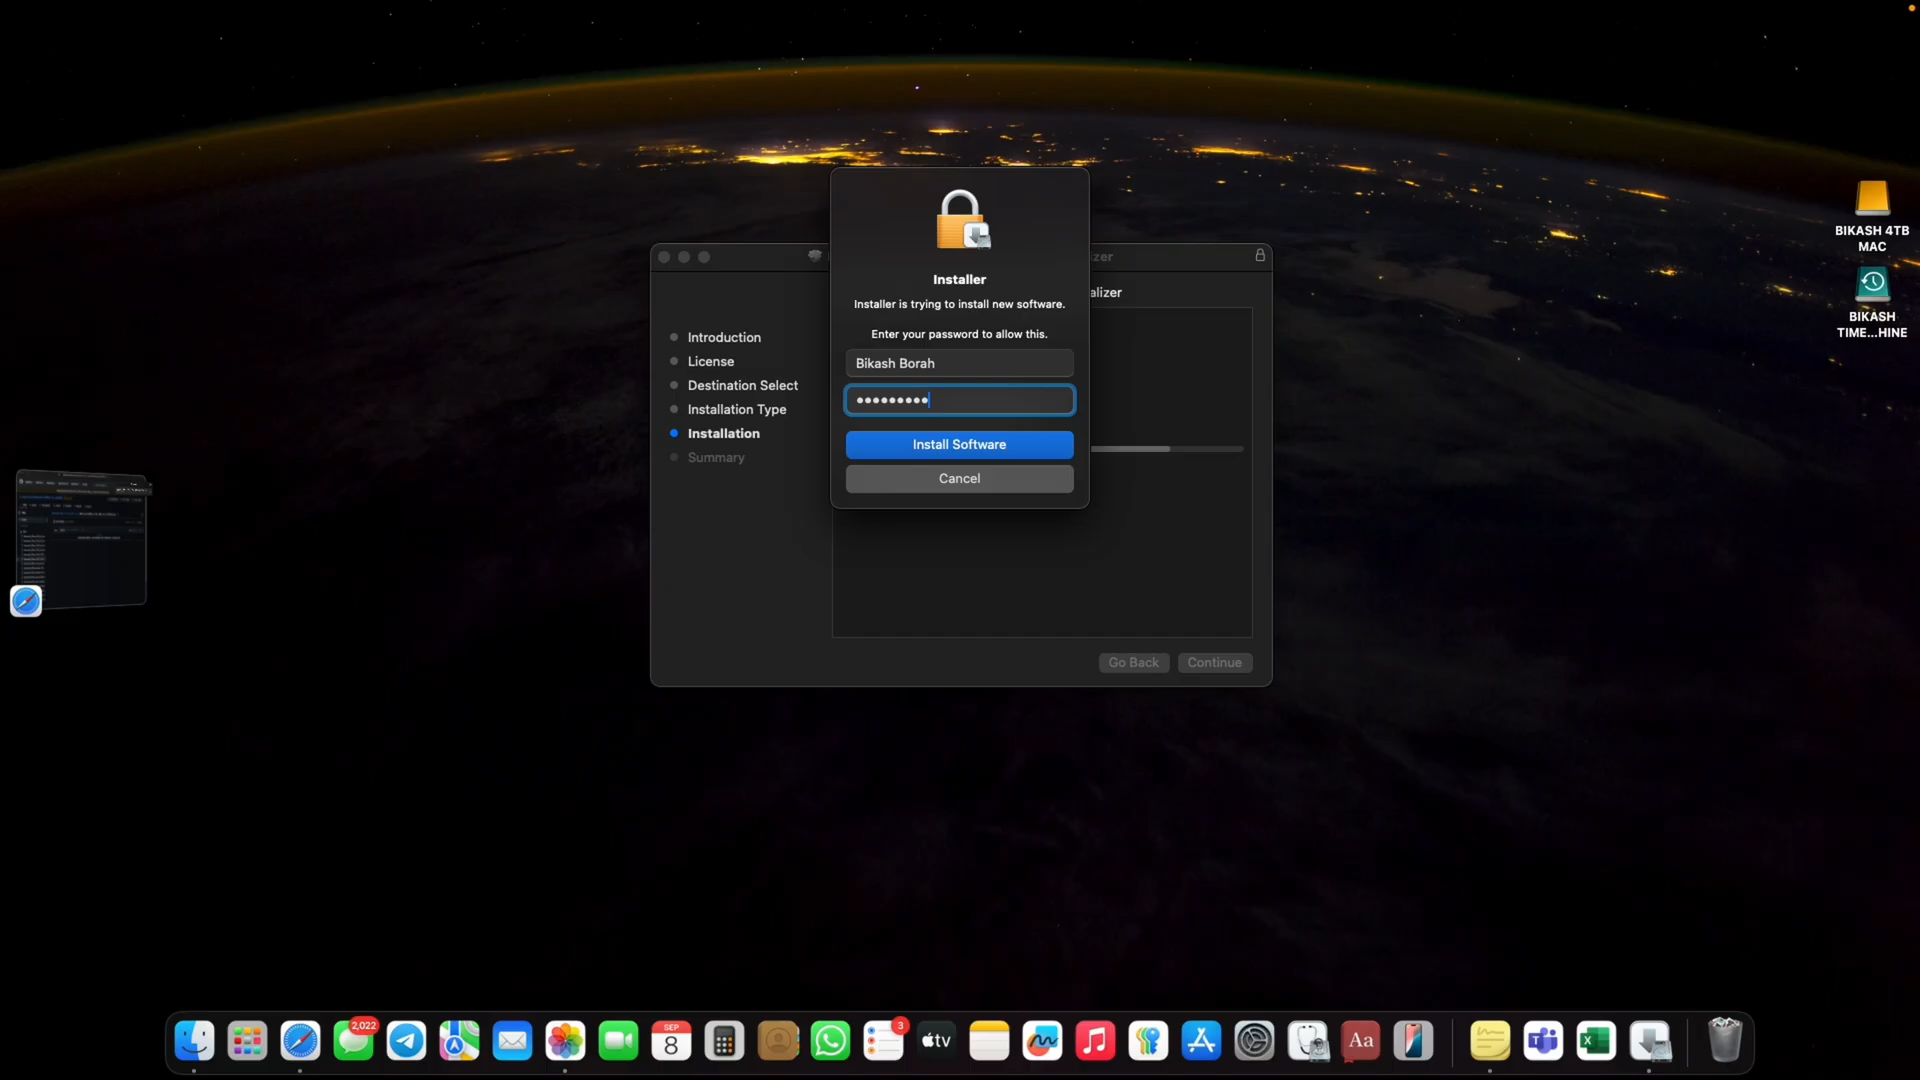 Installer
Installer is trying to install new software.
Enter your password to allow this.
Bikash Borah
•••••••••
Install Software
Cancel
zer
alizer
Introduction
License
Destination Select
Installation Type
Installation
Summary
Go Back
Continue
BIKASH 4TB
MAC
BIKASH
TIME...HINE
2,022
SEP
8
3
tv
Aa